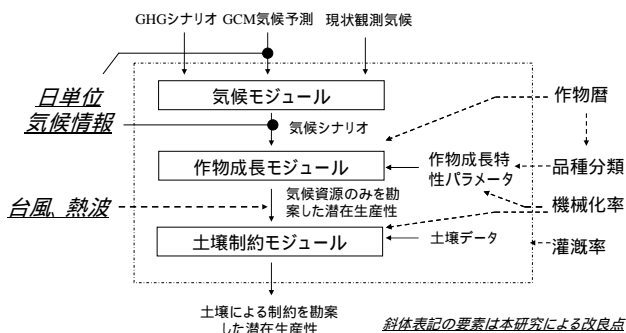 GHGシナリオ GCM気候予測 現状観測気候
日単位
気候情報
気候モジュール
気候シナリオ
作物暦
作物成長モジュール
作物成長特
性パラメータ
品種分類
台風、熱波
気候資源のみを勘
案した潜在生産性
機械化率
土壌制約モジュール
土壌データ
灌漑率
土壌による制約を勘案
した潜在生産性
斜体表記の要素は本研究による改良点